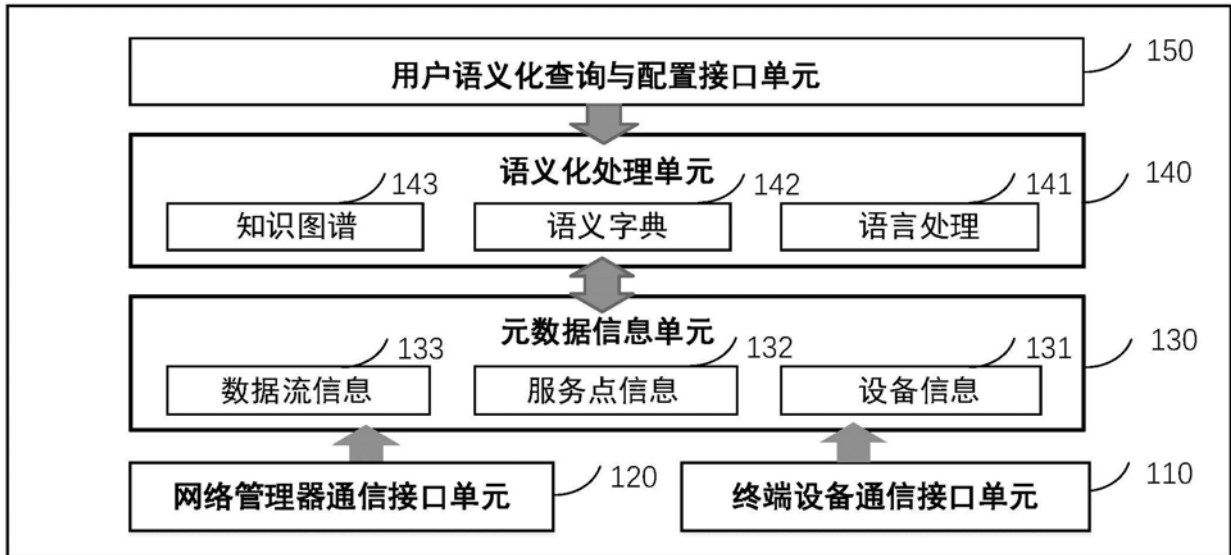 用户语义化查询与配置接口单元
150
语义化处理单元
143
142
141
140
知识图谱
语义字典
语言处理
元数据信息单元
133
132
131
130
数据流信息
服务点信息
设备信息
网络管理器通信接口单元
120
终端设备通信接口单元
110